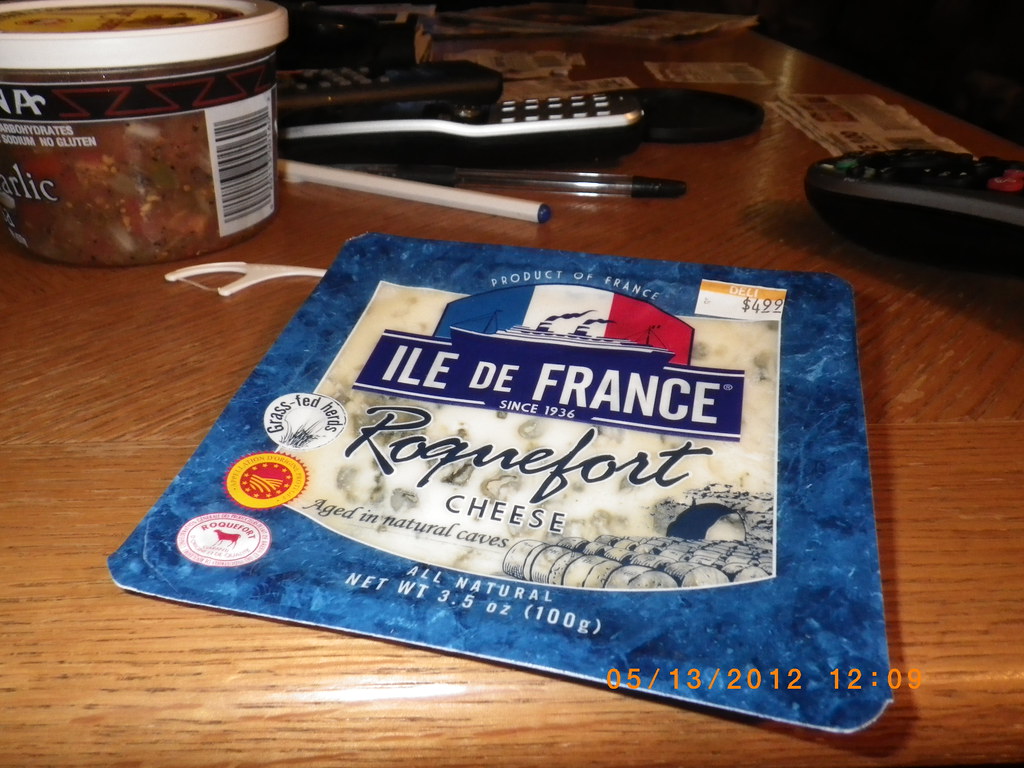 ARBOHYDRATES
SODIUM NO GLUTEN
arlic
PRODUCT OF FRANCE
DELI
$4.99
ILE DE FRANCE®
SINCE 1936
Grass-fed herds
Roquefort
CHEESE
Aged in natural caves
ROQUEFORT
ALL NATURAL
NET WT 3.5 oz (100g)
05/13/2012 12:09